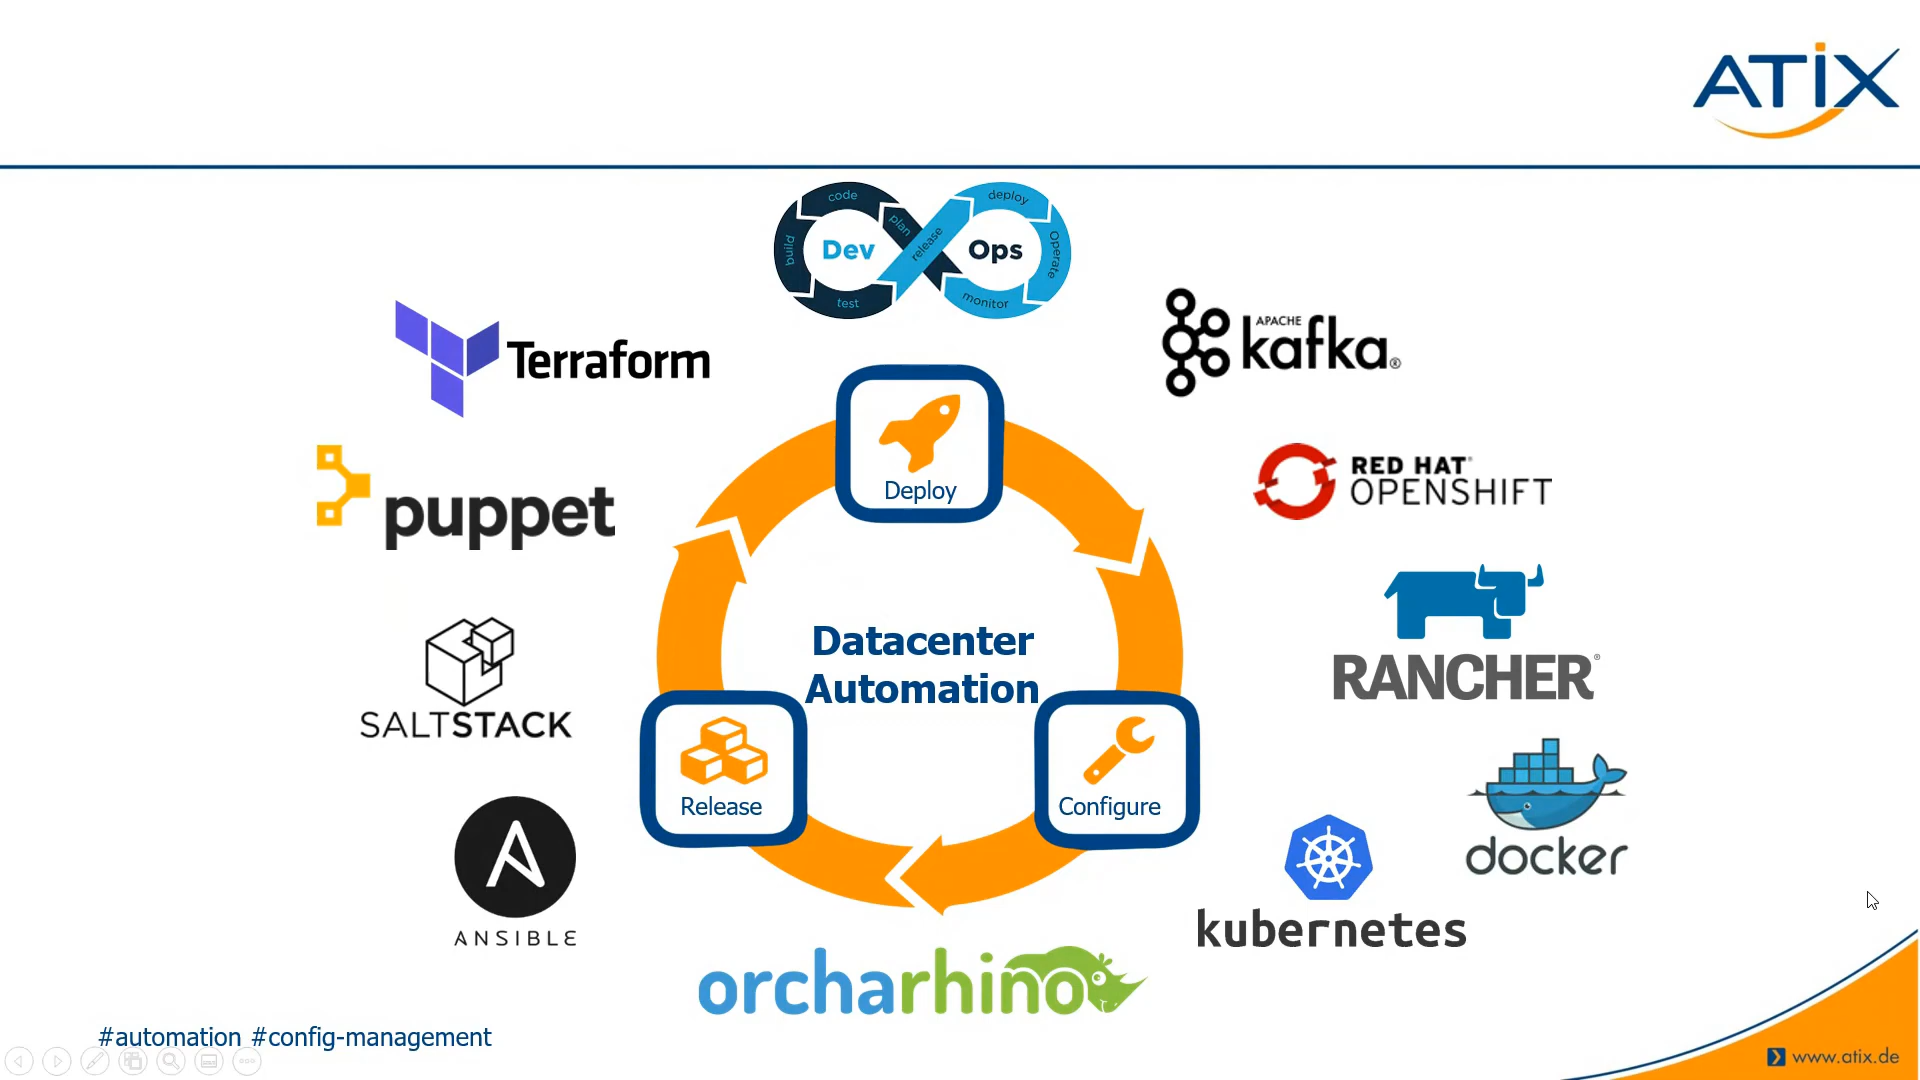 ATIX
code
plan
build
Dev
test
release
deploy
Ops
Operate
monitor
Terraform
APACHE
kafka®
puppet
RED HAT®
OPENSHIFT
Deploy
Datacenter
Automation
RANCHER®
SALTSTACK
Release
Configure
docker
ANSIBLE
kubernetes
orcharhino
#automation #config-management
www.atix.de